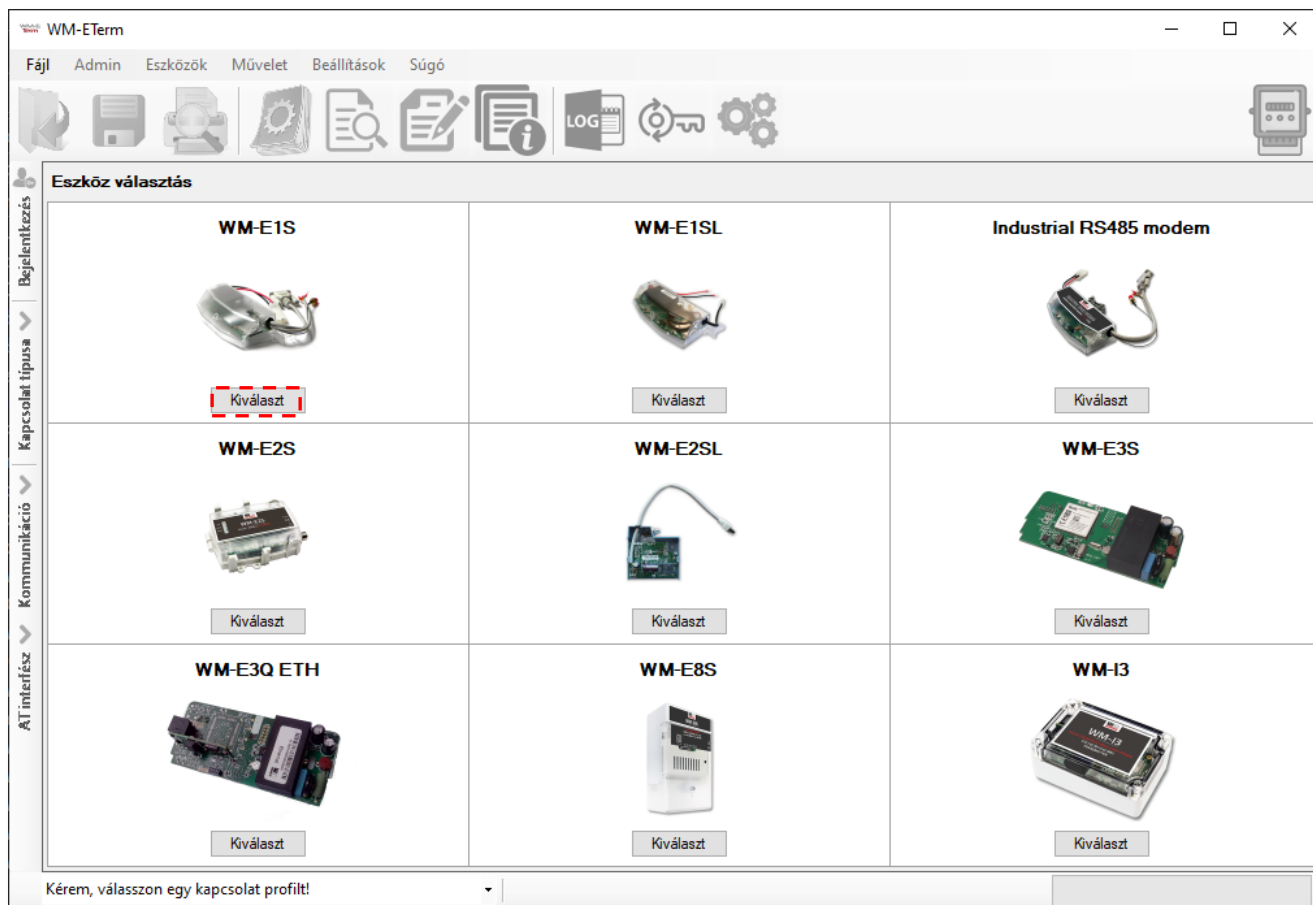 WM-ETerm
Fájl Admin Eszközök Művelet Beállítások Súgó
LOG
Bejelentkezés
Kapcsolat típusa
Kommunikáció
AT interfész
Eszköz választás
WM-E1S
WM-E1SL
Industrial RS485 modem
Kiválaszt
Kiválaszt
Kiválaszt
WM-E2S
WM-E2SL
WM-E3S
Kiválaszt
Kiválaszt
Kiválaszt
WM-E3Q ETH
WM-E8S
WM-I3
WM-I3
Kiválaszt
Kiválaszt
Kiválaszt
Kérem, válasszon egy kapcsolat profilt!